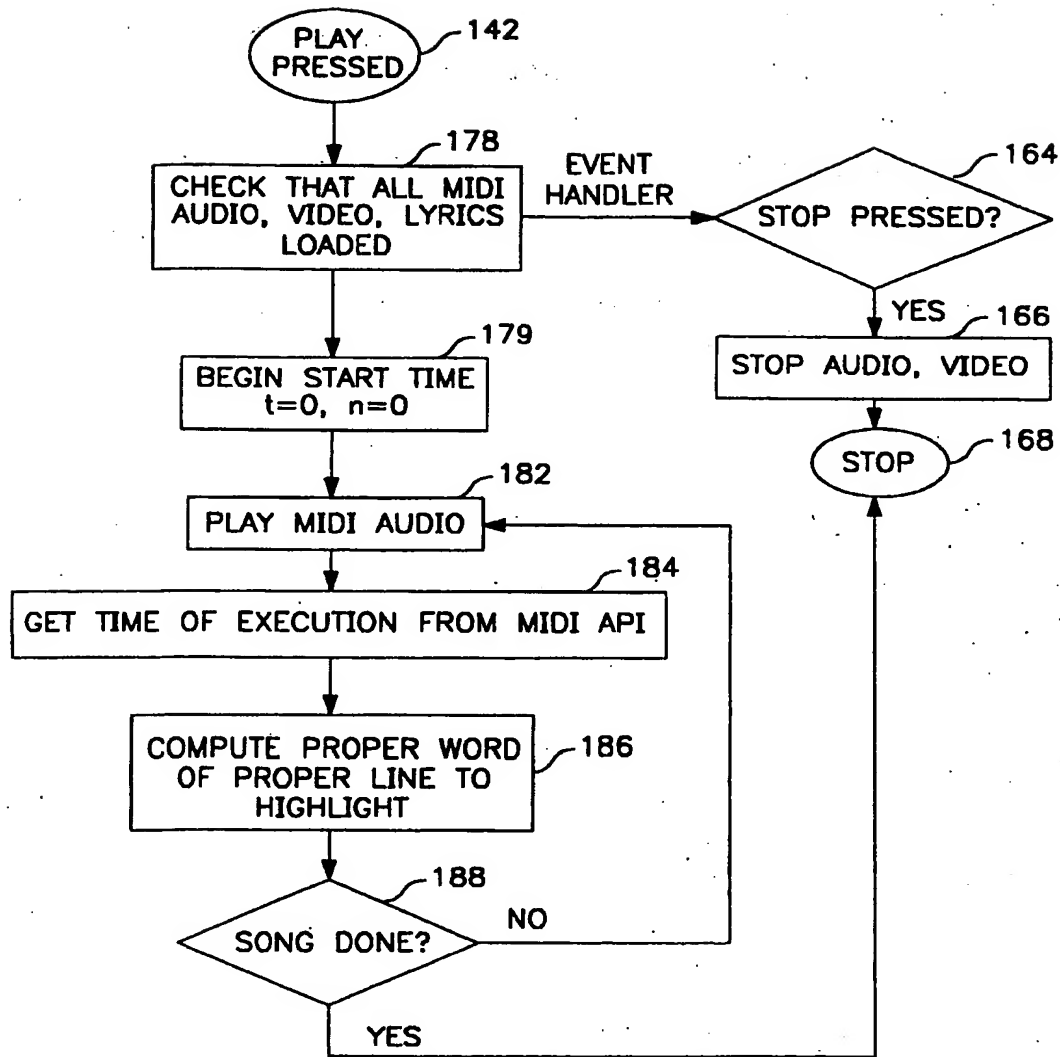 PLAY
PRESSED
142
178
CHECK THAT ALL MIDI
AUDIO, VIDEO, LYRICS
LOADED
EVENT
HANDLER
164
STOP PRESSED?
YES
166
STOP AUDIO, VIDEO
168
STOP
179
BEGIN START TIME
t=0, n=0
182
PLAY MIDI AUDIO
184
GET TIME OF EXECUTION FROM MIDI API
COMPUTE PROPER WORD
OF PROPER LINE TO
HIGHLIGHT
186
188
SONG DONE?
NO
YES